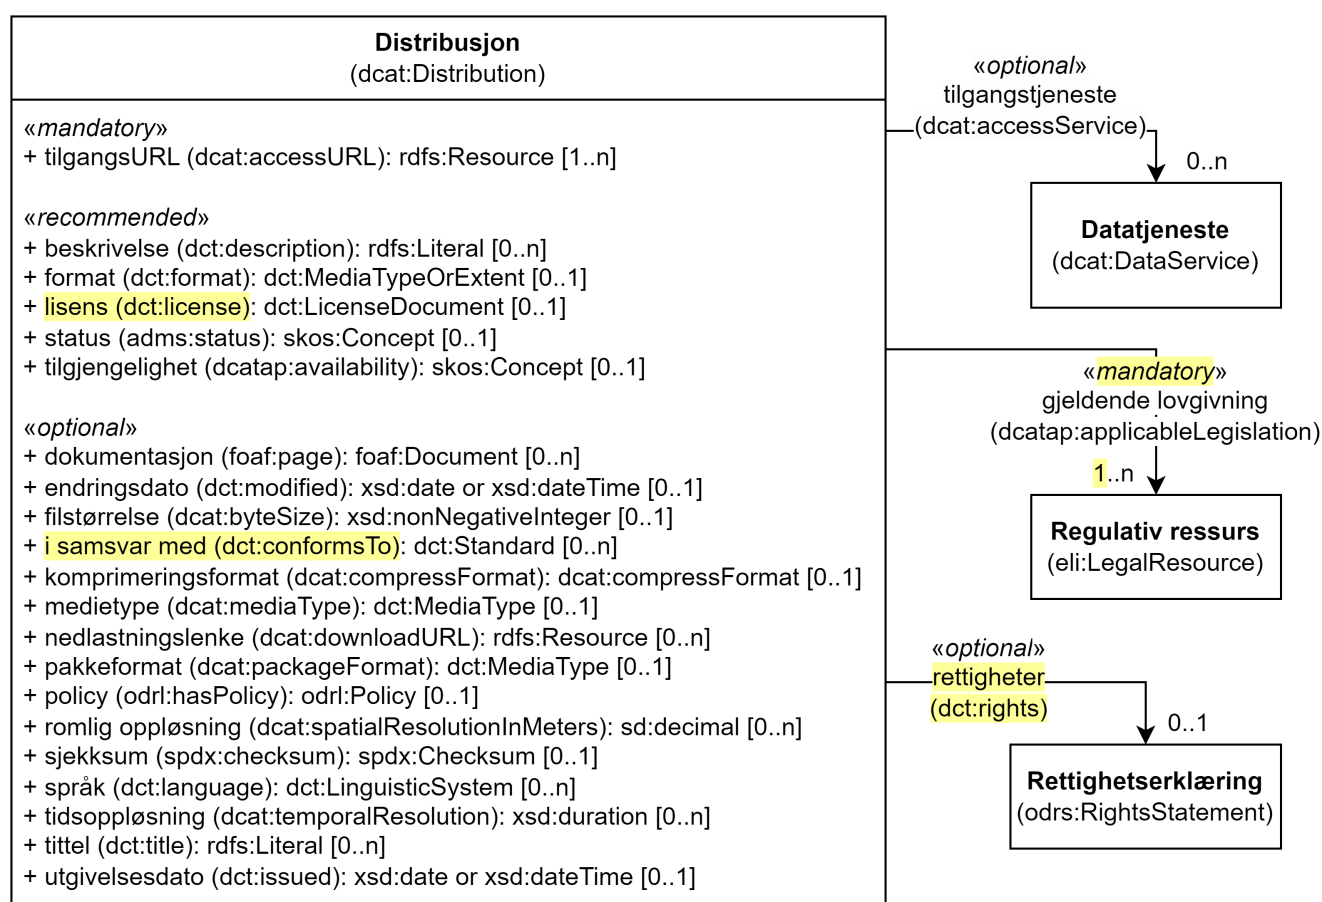 Distribusjon
(dcat:Distribution)
«mandatory»
+ tilgangsURL (dcat:accessURL): rdfs:Resource [1..n]
«recommended»
+ beskrivelse (dct:description): rdfs:Literal [0..n]
+ format (dct:format): dct:MediaTypeOrExtent [0..1]
+ lisens (dct:license): dct:LicenseDocument [0..1]
+ status (adms:status): skos:Concept [0..1]
+ tilgjengelighet (dcatap:availability): skos:Concept [0..1]
«optional»
+ dokumentasjon (foaf:page): foaf:Document [0..n]
+ endringsdato (dct:modified): xsd:date or xsd:dateTime [0..1]
+ filstørrelse (dcat:byteSize): xsd:nonNegativeInteger [0..1]
+ i samsvar med (dct:conformsTo): dct:Standard [0..n]
+ komprimeringsformat (dcat:compressFormat): dcat:compressFormat [0..1]
+ medietype (dcat:mediaType): dct:MediaType [0..1]
+ nedlastningslenke (dcat:downloadURL): rdfs:Resource [0..n]
+ pakkeformat (dcat:packageFormat): dct:MediaType [0..1]
+ policy (odrl:hasPolicy): odrl:Policy [0..1]
+ romlig oppløsning (dcat:spatialResolutionInMeters): sd:decimal [0..n]
+ sjekksum (spdx:checksum): spdx:Checksum [0..1]
+ språk (dct:language): dct:LinguisticSystem [0..n]
+ tidsoppløsning (dcat:temporalResolution): xsd:duration [0..n]
+ tittel (dct:title): rdfs:Literal [0..n]
+ utgivelsesdato (dct:issued): xsd:date or xsd:dateTime [0..1]
«optional»
tilgangstjeneste
(dcat:accessService)
0..n
Datatjeneste
(dcat:DataService)
«mandatory»
gjeldende lovgivning
(dcatap:applicableLegislation)
1..n
Regulativ ressurs
(eli:LegalResource)
«optional»
rettigheter
(dct:rights)
0..1
Rettighetserklæring
(odrs:RightsStatement)